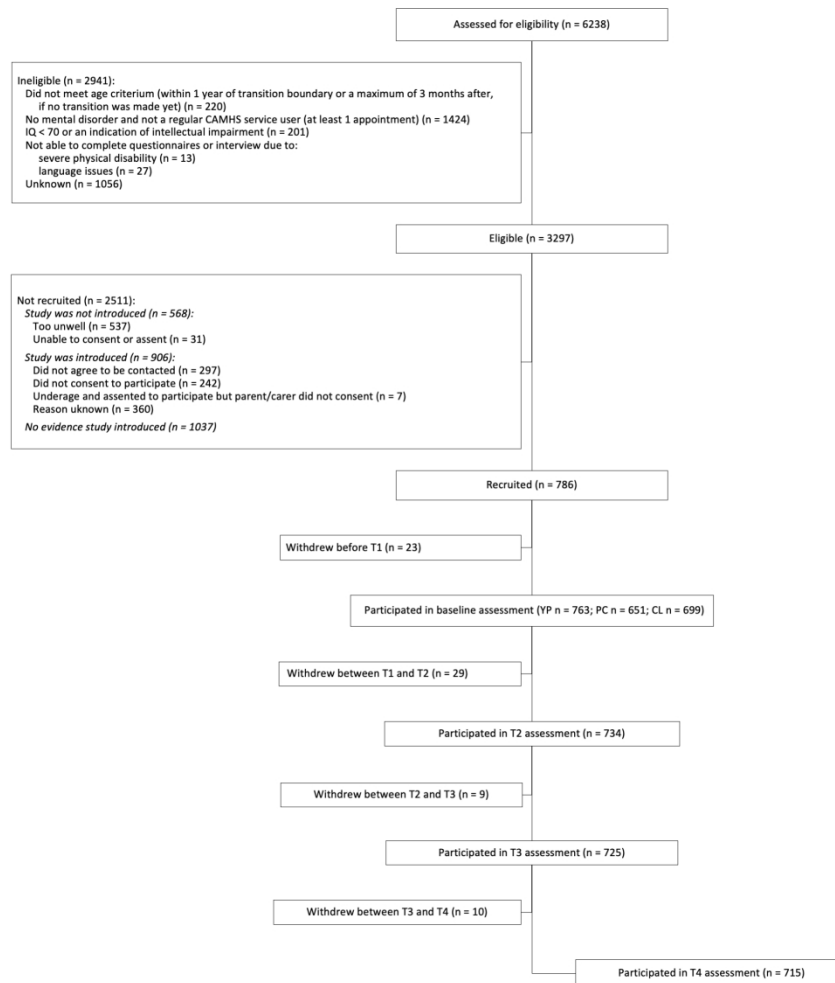 Assessed for eligibility (n = 6238)
Ineligible (n = 2941):
Did not meet age criterium (within 1 year of transition boundary or a maximum of 3 months after,
if no transition was made yet) (n = 220)
No mental disorder and not a regular CAMHS service user (at least 1 appointment) (n = 1424)
IQ < 70 or an indication of intellectual impairment (n = 201)
Not able to complete questionnaires or interview due to:
severe physical disability (n = 13)
language issues (n = 27)
Unknown (n = 1056)
Eligible (n = 3297)
Not recruited (n = 2511):
Study was not introduced (n = 568):
Too unwell (n = 537)
Unable to consent or assent (n = 31)
Study was introduced (n = 906):
Did not agree to be contacted (n = 297)
Did not consent to participate (n = 242)
Underage and assented to participate but parent/carer did not consent (n = 7)
Reason uknown (n = 360)
No evidence study introduced (n = 1037)
Recruited (n = 786)
Withdrew before T1 (n = 23)
Participated in baseline assessment (YP n = 763; PC n = 651; CL n = 699)
Withdrew between T1 and T2 (n = 29)
Participated in T2 assessment (n = 734)
Withdrew between T2 and T3 (n = 9)
Participated in T3 assessment (n = 725)
Withdrew between T3 and T4 (n = 10)
Participated in T4 assessment (n = 715)